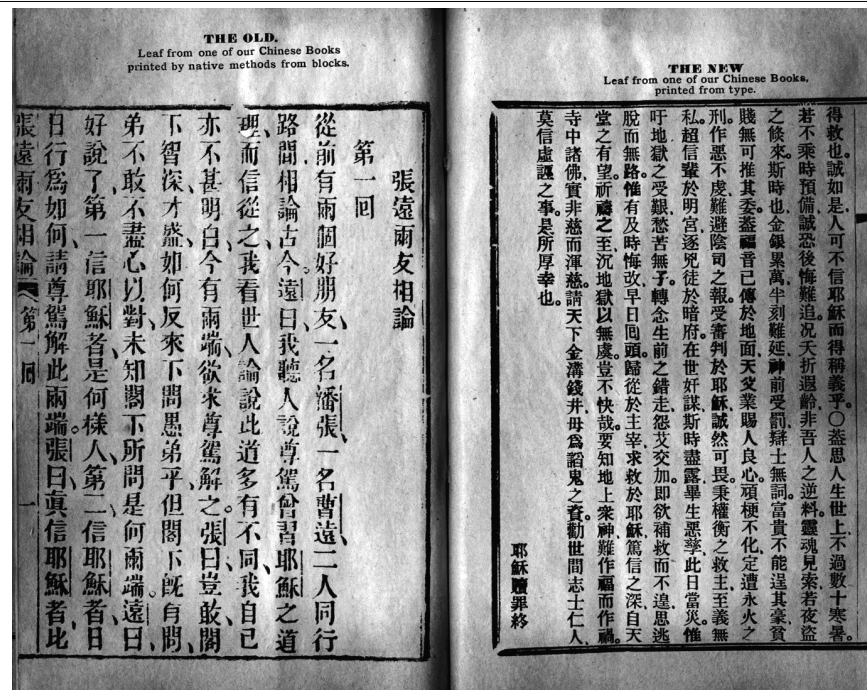 THE OLD.
Leaf from one of our Chinese Books
printed by native methods from blocks.
張遠兩友相論
第一回
從前有兩個好朋友、一名潘張、一名曹遠、二人同行
路間、相論古今。遠曰、我聽人說尊駕曾習耶穌之道
理、而信從之、我看世人論說此道、多有不同、我自己
亦不甚明白、今有兩端、欲求尊駕解之。張曰、豈敢、閣
下智深才盛、如何反來下問愚弟乎、但閣下既自問、
弟不敢不盡心以對、未知閣下所問是何兩端。遠曰、
好說了、第一、信耶穌者是何樣人、第二、信耶穌者日
日行爲如何、請尊駕解此兩端。張曰、眞信耶穌者、比
張遠兩友相論 第一回 一
THE NEW
Leaf from one of our Chinese Books,
printed from type.
得救也。誠如是、人可不信耶穌而得稱義乎。〇蓋思人生世上、不過數十寒暑。
若不乘時預備、誠恐後悔難追。况夭折遐齡、非吾人之逆料。靈魂見索、若夜盜
之條來。斯時也、金銀累萬、半刻難延、神前受罰、辯士無詞。富貴不能逞其豪、貧
賤無可推其委。蓋福音已傳於地面、天父業賜人良心。頑梗不化、定遭永火之
刑、作惡不虔、難避陰司之報。受審判於耶穌、誠然可畏。秉權衡之救主、至義無
私。超信輩於明宮、逐兇徒於暗府。在世奸謀、斯時盡露、畢生惡孽、此日當災。惟
吁地獄之受艱、愁苦無孑、轉念生前之錯走、怨艾交加。即欲補救而不遑、思逃
脫而無路。惟有及時悔改、早日回頭。歸從於主宰、求救於耶穌、篤信之深、自天
堂之有望。祈禱之至、沉地獄以無虞。豈不快哉。要知地上衆神、難作福而作禍。
寺中諸佛、實非慈而渾慈。請天下金溝錢井、毋爲謟鬼之資。勸世間志士仁人、
莫信虛誣之事。是所厚幸也。
耶穌贖罪終